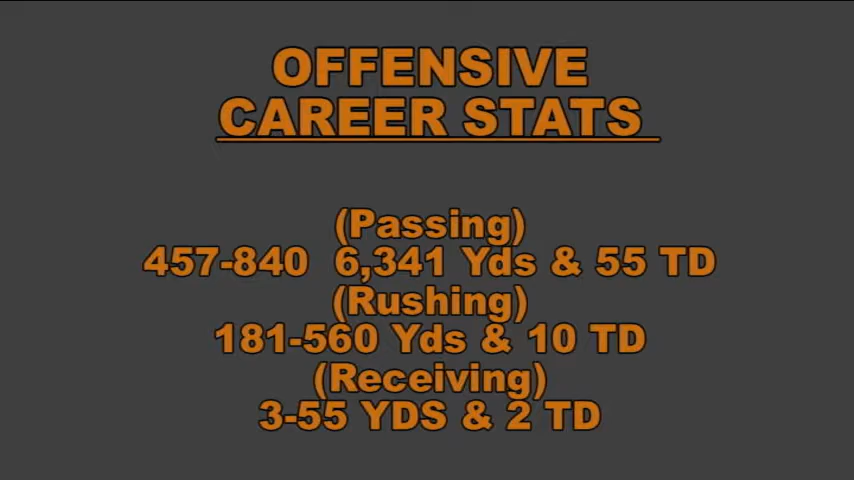 OFFENSIVE
CAREER STATS
(Passing)
457-840 6,341 Yds & 55 TD
(Rushing)
181-560 Yds & 10 TD
(Receiving)
3-55 YDS & 2 TD